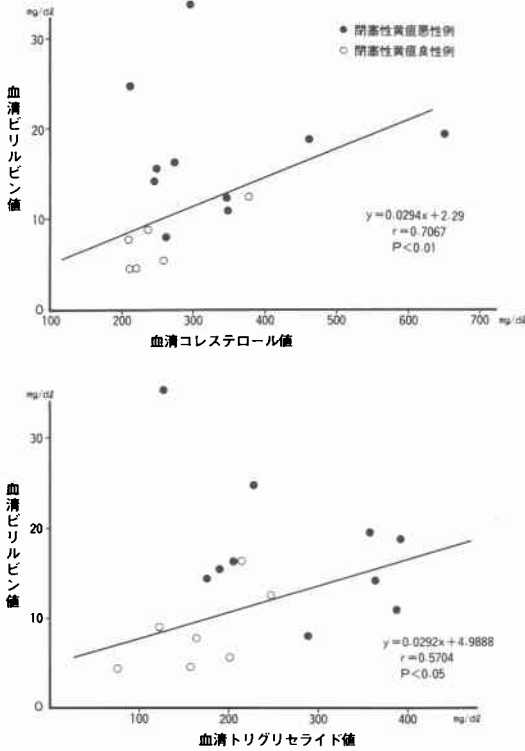 mg/dℓ
30
20
10
0
血清ビリルビン値
● 閉塞性黄疸悪性例
○ 閉塞性黄疸良性例
y=0.0294x+2.29
r=0.7067
P<0.01
100 200 300 400 500 600 700 mg/dℓ
血清コレステロール値
mg/dℓ
30
20
10
0
血清ビリルビン値
y=0.0292x+4.9888
r=0.5704
P<0.05
100 200 300 400 mg/dℓ
血清トリグリセライド値